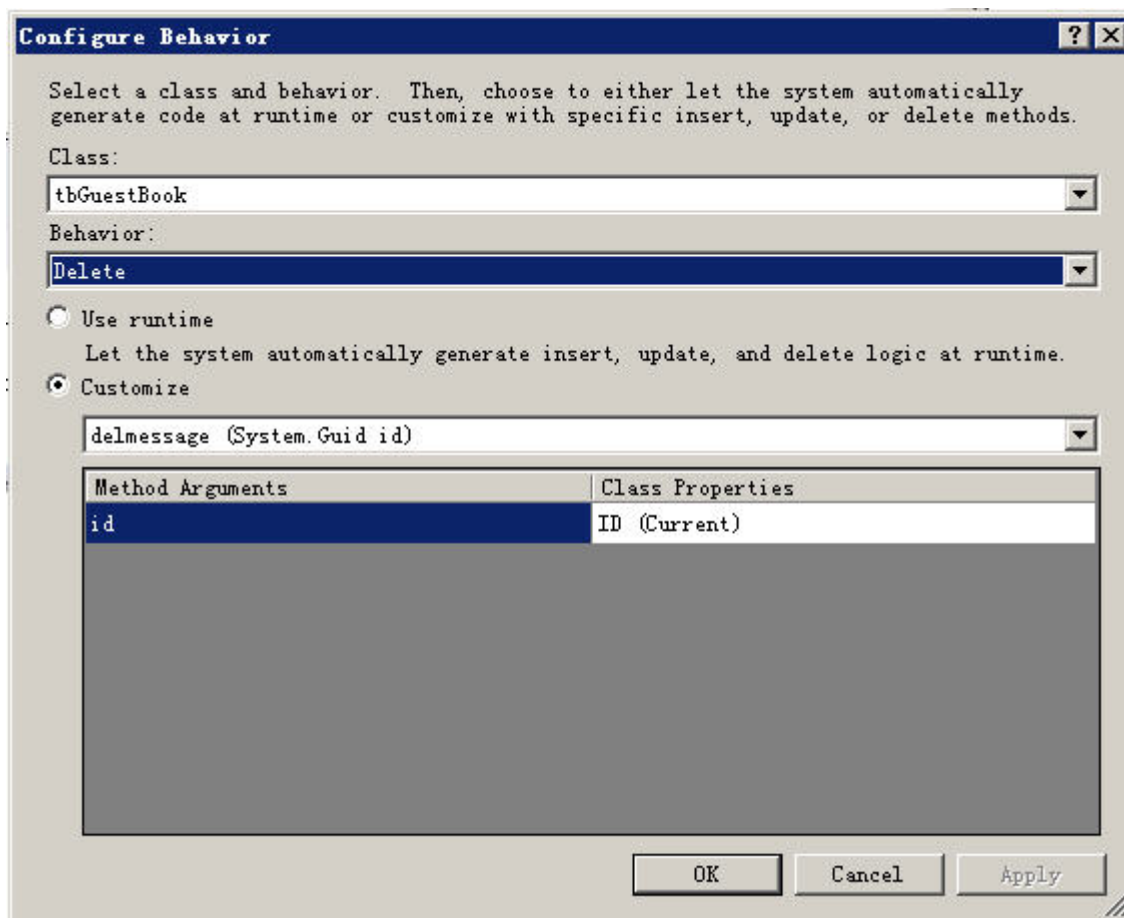 Configure Behavior
Select a class and behavior.  Then, choose to either let the system automatically
generate code at runtime or customize with specific insert, update, or delete methods.
Class:
tbGuestBook
Behavior:
Delete
Use runtime
Let the system automatically generate insert, update, and delete logic at runtime.
Customize
delmessage (System.Guid id)
Method Arguments Class Properties
id ID (Current)
OK Cancel Apply